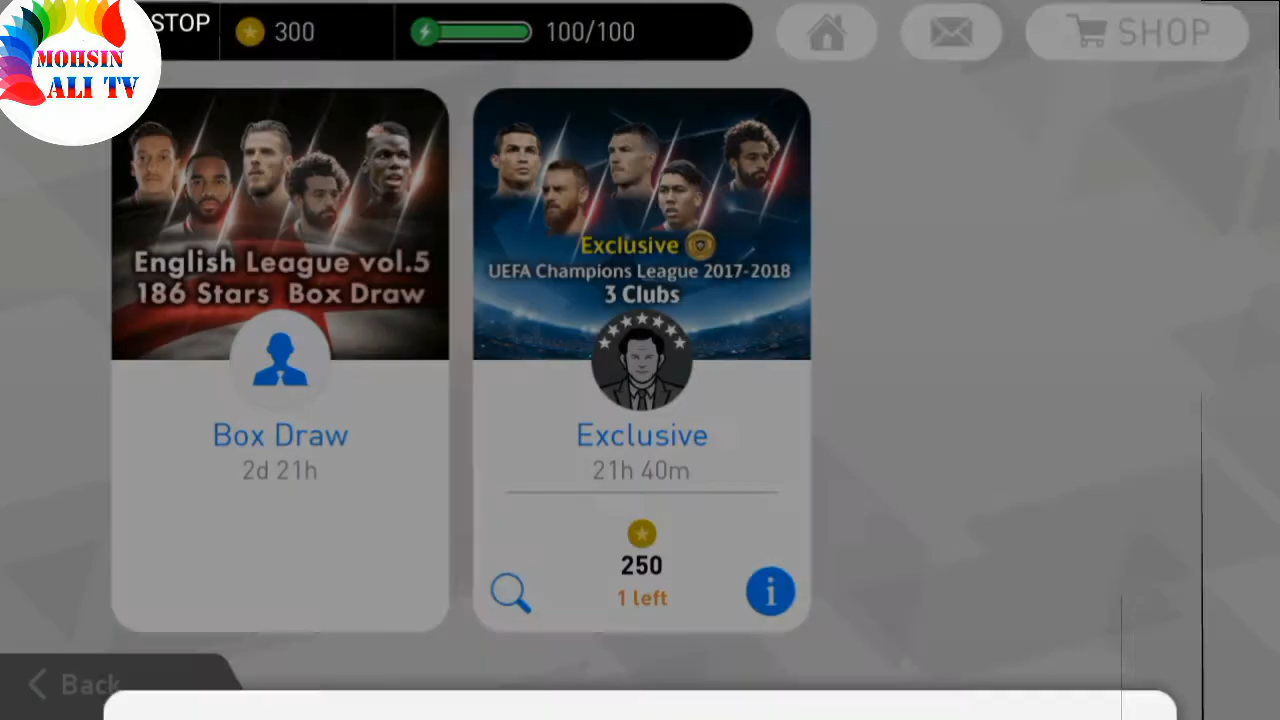 STOP
300
100/100
SHOP
MOHSIN
ALI TV
English League vol.5
186 Stars Box Draw
Exclusive
UEFA Champions League 2017-2018
3 Clubs
Box Draw
2d 21h
Exclusive
21h 40m
250
1 left
i
Back